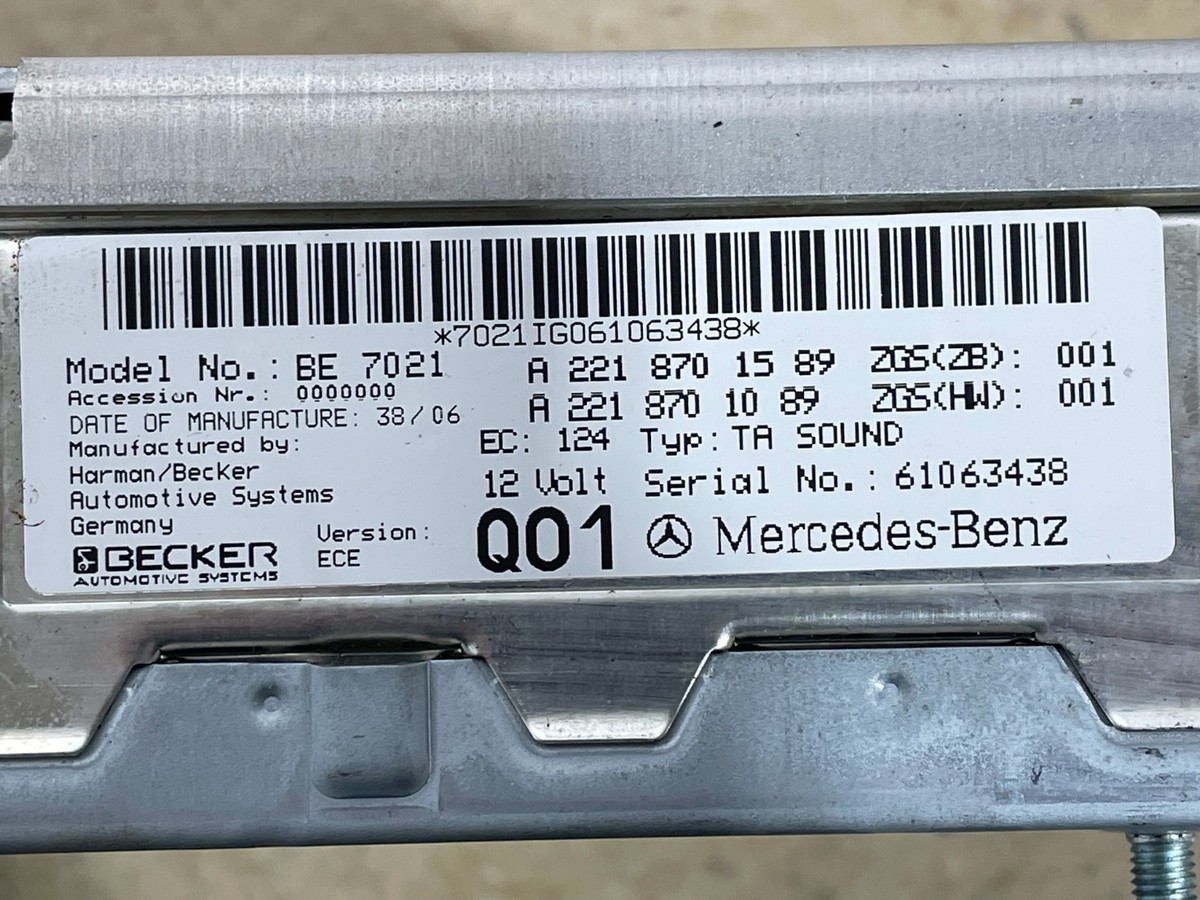 *7021IG061063438*
Model No.: BE 7021 A 221 870 15 89 ZGS(ZB): 001
Accession Nr.: 0000000 A 221 870 10 89 ZGS(HW): 001
DATE OF MANUFACTURE: 38/06
Manufactured by: EC: 124 Typ: TA SOUND
Harman/Becker 12 Volt Serial No.: 61063438
Automotive Systems
Germany Version: Q01 Mercedes-Benz
BECKER ECE
AUTOMOTIVE SYSTEMS